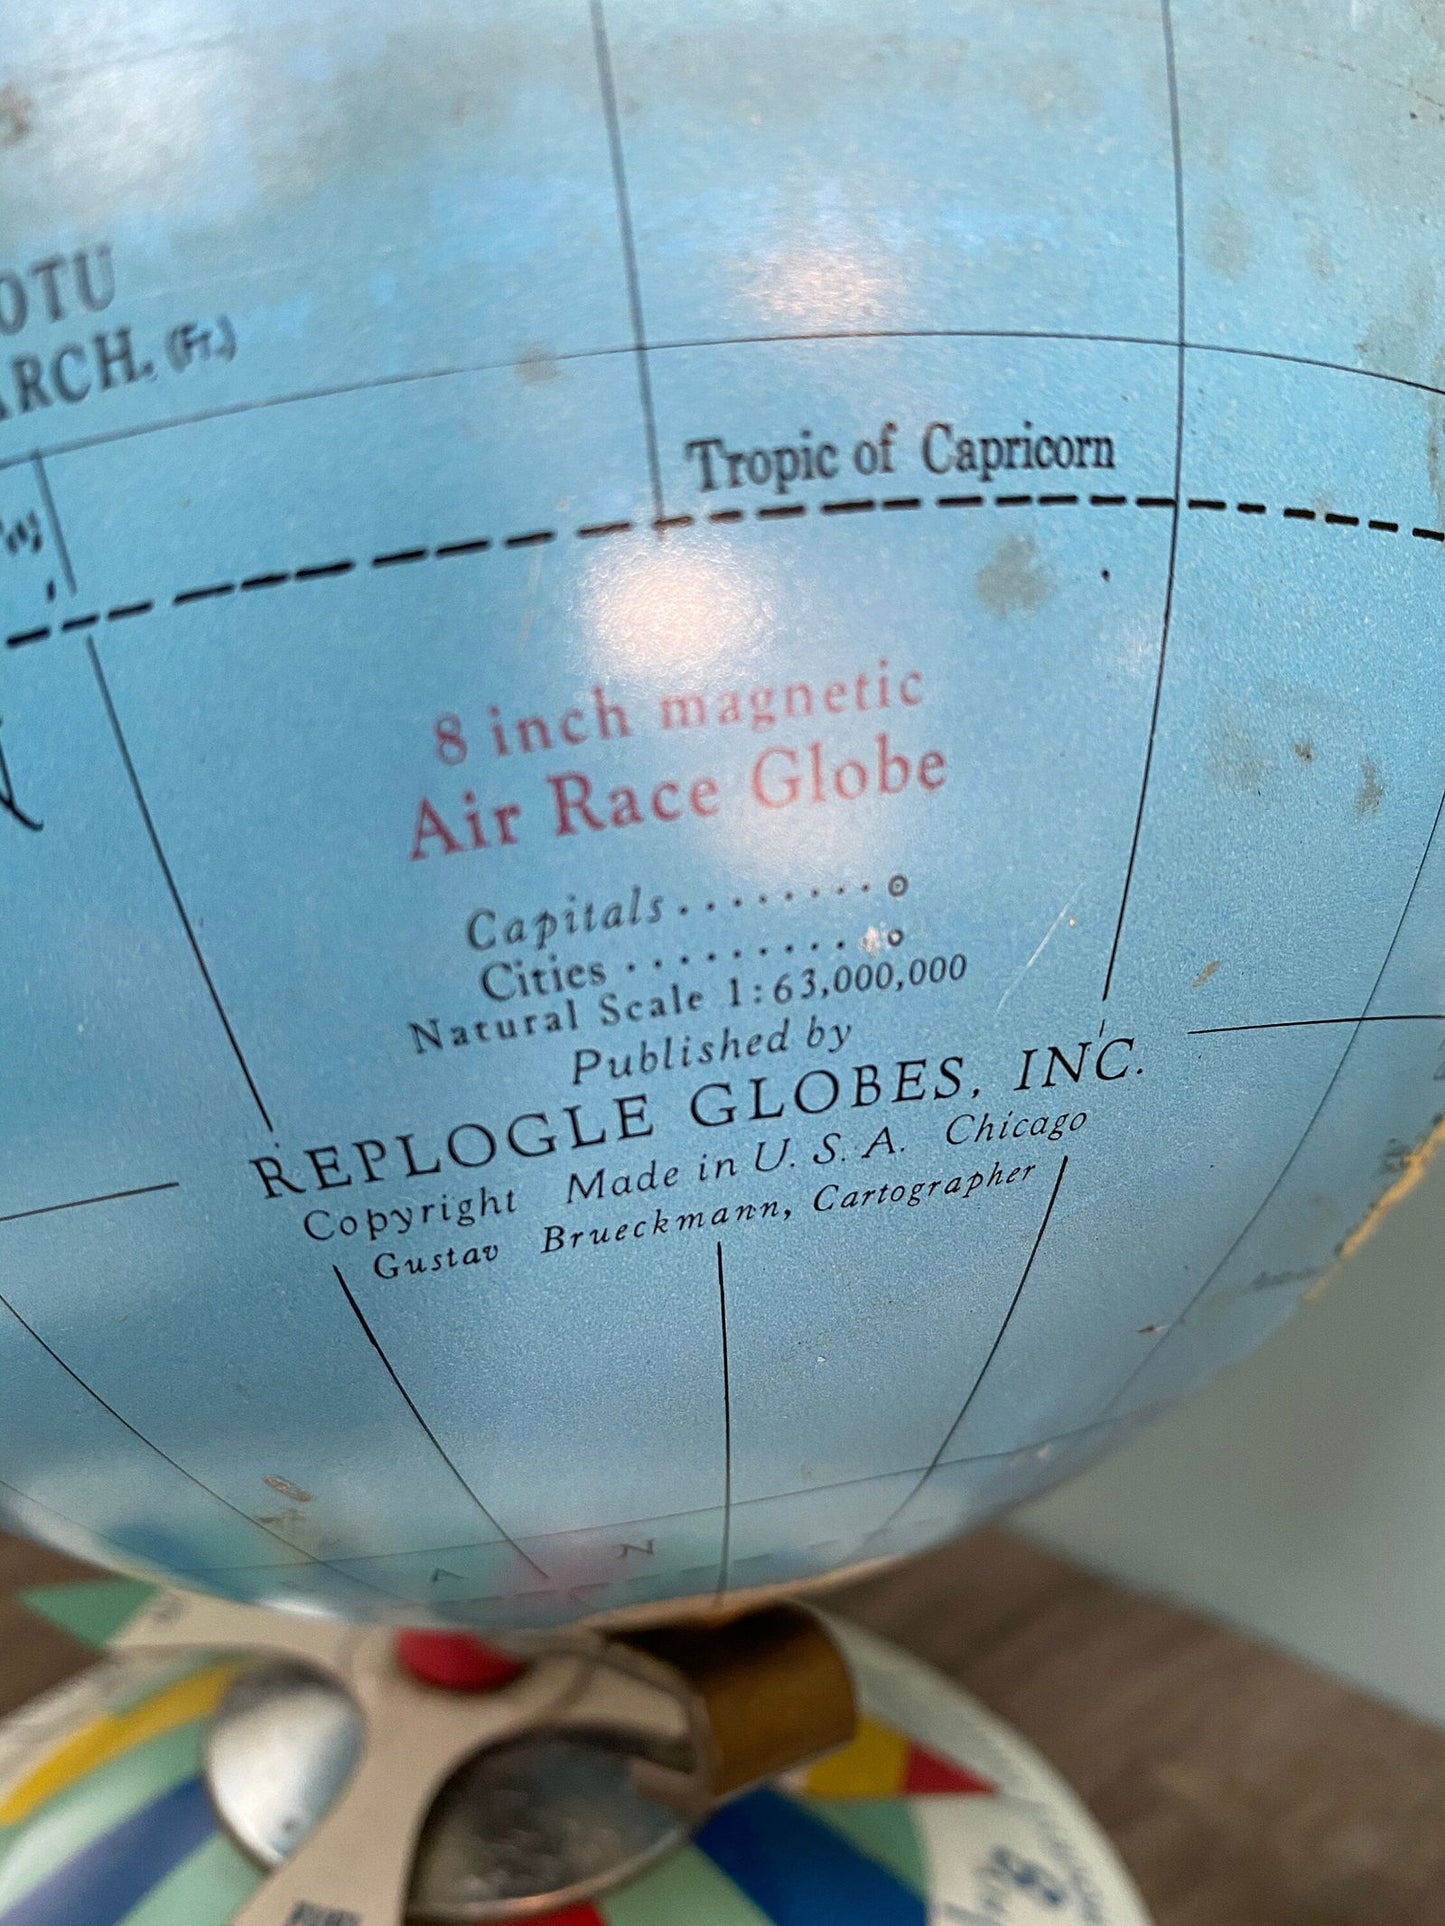 OTU
ARCH. (Fr.)
Tropic of Capricorn
8 inch magnetic
Air Race Globe
Capitals.........⊙
Cities..........o
Natural Scale 1:63,000,000
Published by
REPLOGLE GLOBES, INC.
Copyright Made in U. S. A. Chicago
Gustav Brueckmann, Cartographer
A N